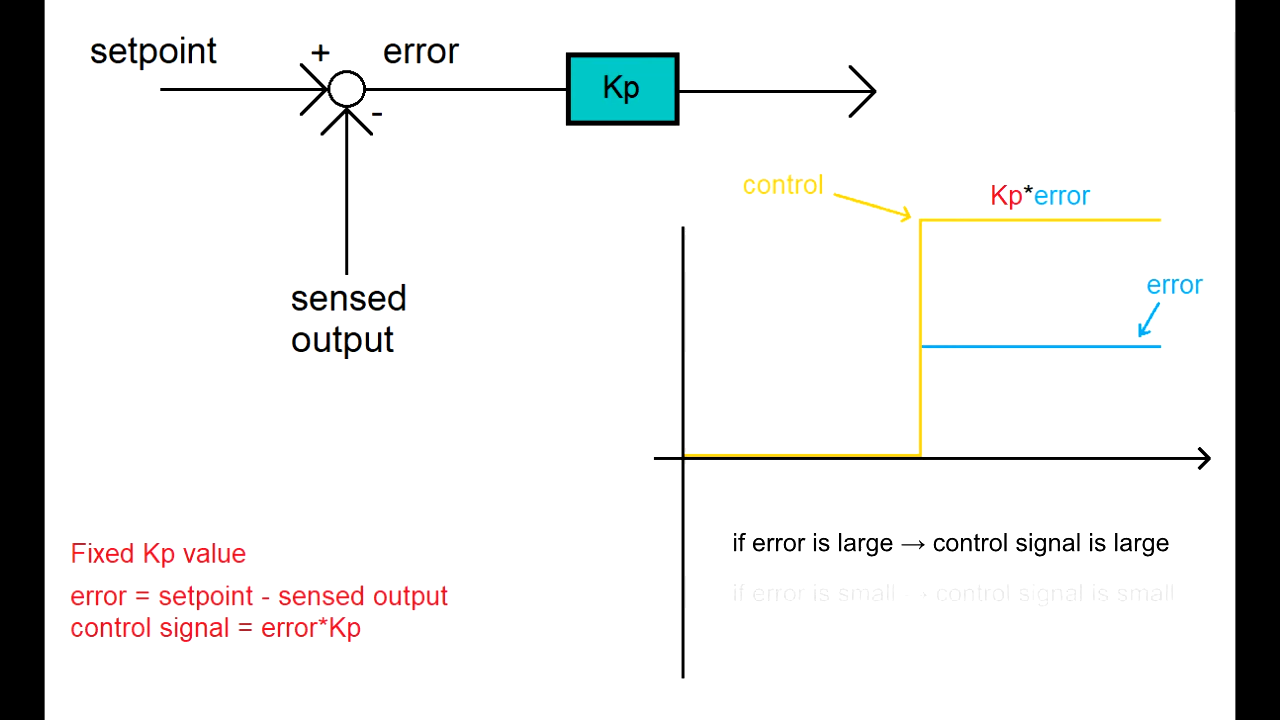 setpoint
+
error
-
Kp
sensed
output
control
Kp*error
error
if error is large → control signal is large
if error is small → control signal is small
Fixed Kp value
error = setpoint - sensed output
control signal = error*Kp